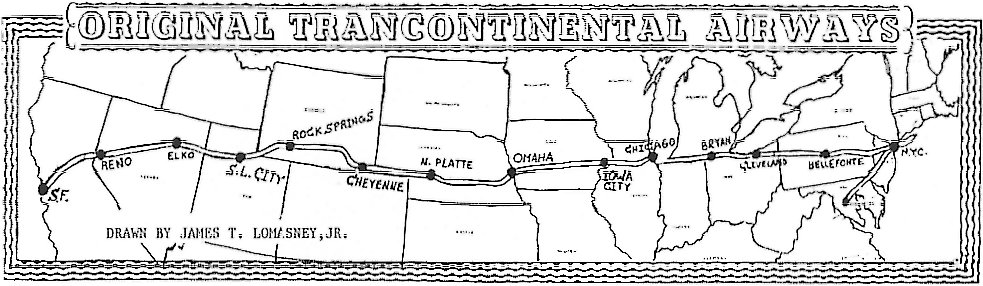 ORIGINAL TRANCONTINENTAL AIRWAYS
S.F.
RENO
ELKO
S.L. CITY
ROCK SPRINGS
CHEYENNE
N. PLATTE
OMAHA
IOWA
CITY
CHICAGO
BRYAN
CLEVELAND
BELLEFONTE
N.Y.C.
DRAWN BY JAMES T. LOMASNEY,JR.